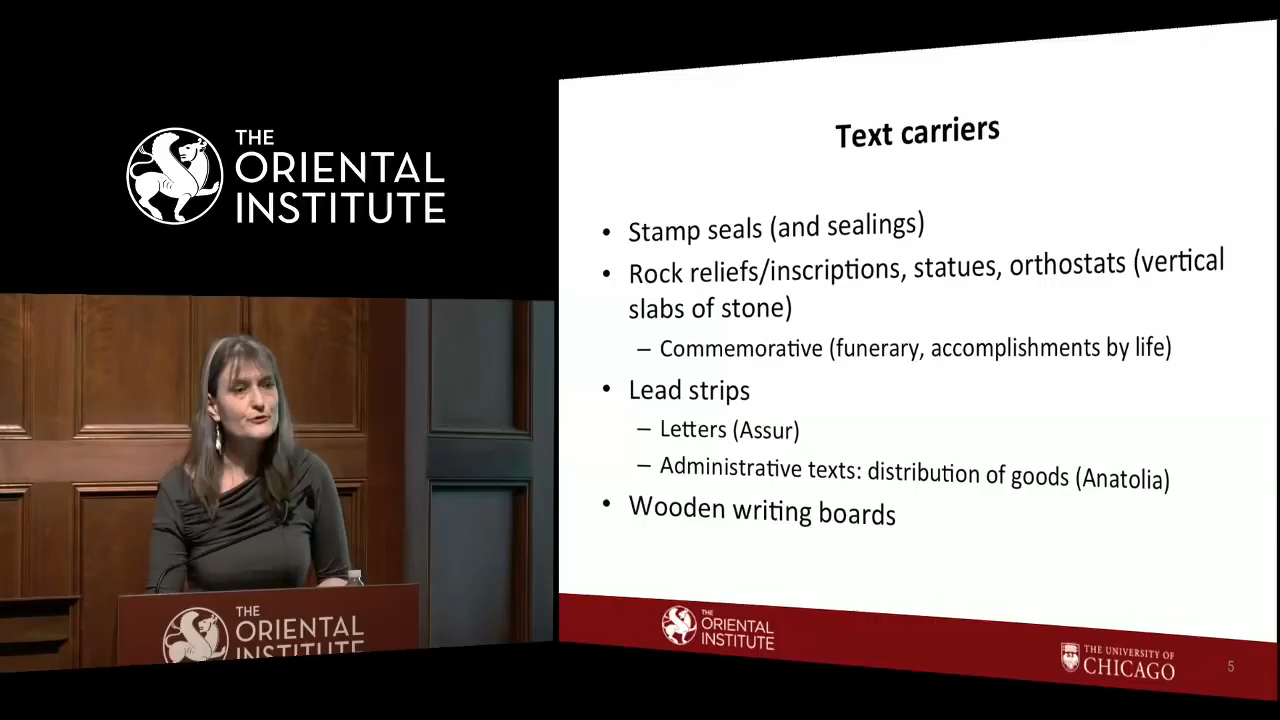 THE
ORIENTAL
INSTITUTE
Text carriers
• Stamp seals (and sealings)
• Rock reliefs/inscriptions, statues, orthostats (vertical
slabs of stone)
– Commemorative (funerary, accomplishments by life)
• Lead strips
– Letters (Assur)
– Administrative texts: distribution of goods (Anatolia)
• Wooden writing boards
THE
ORIENTAL
INSTITUTE
THE UNIVERSITY OF
CHICAGO
5
THE
ORIENTAL
INSTITUTE